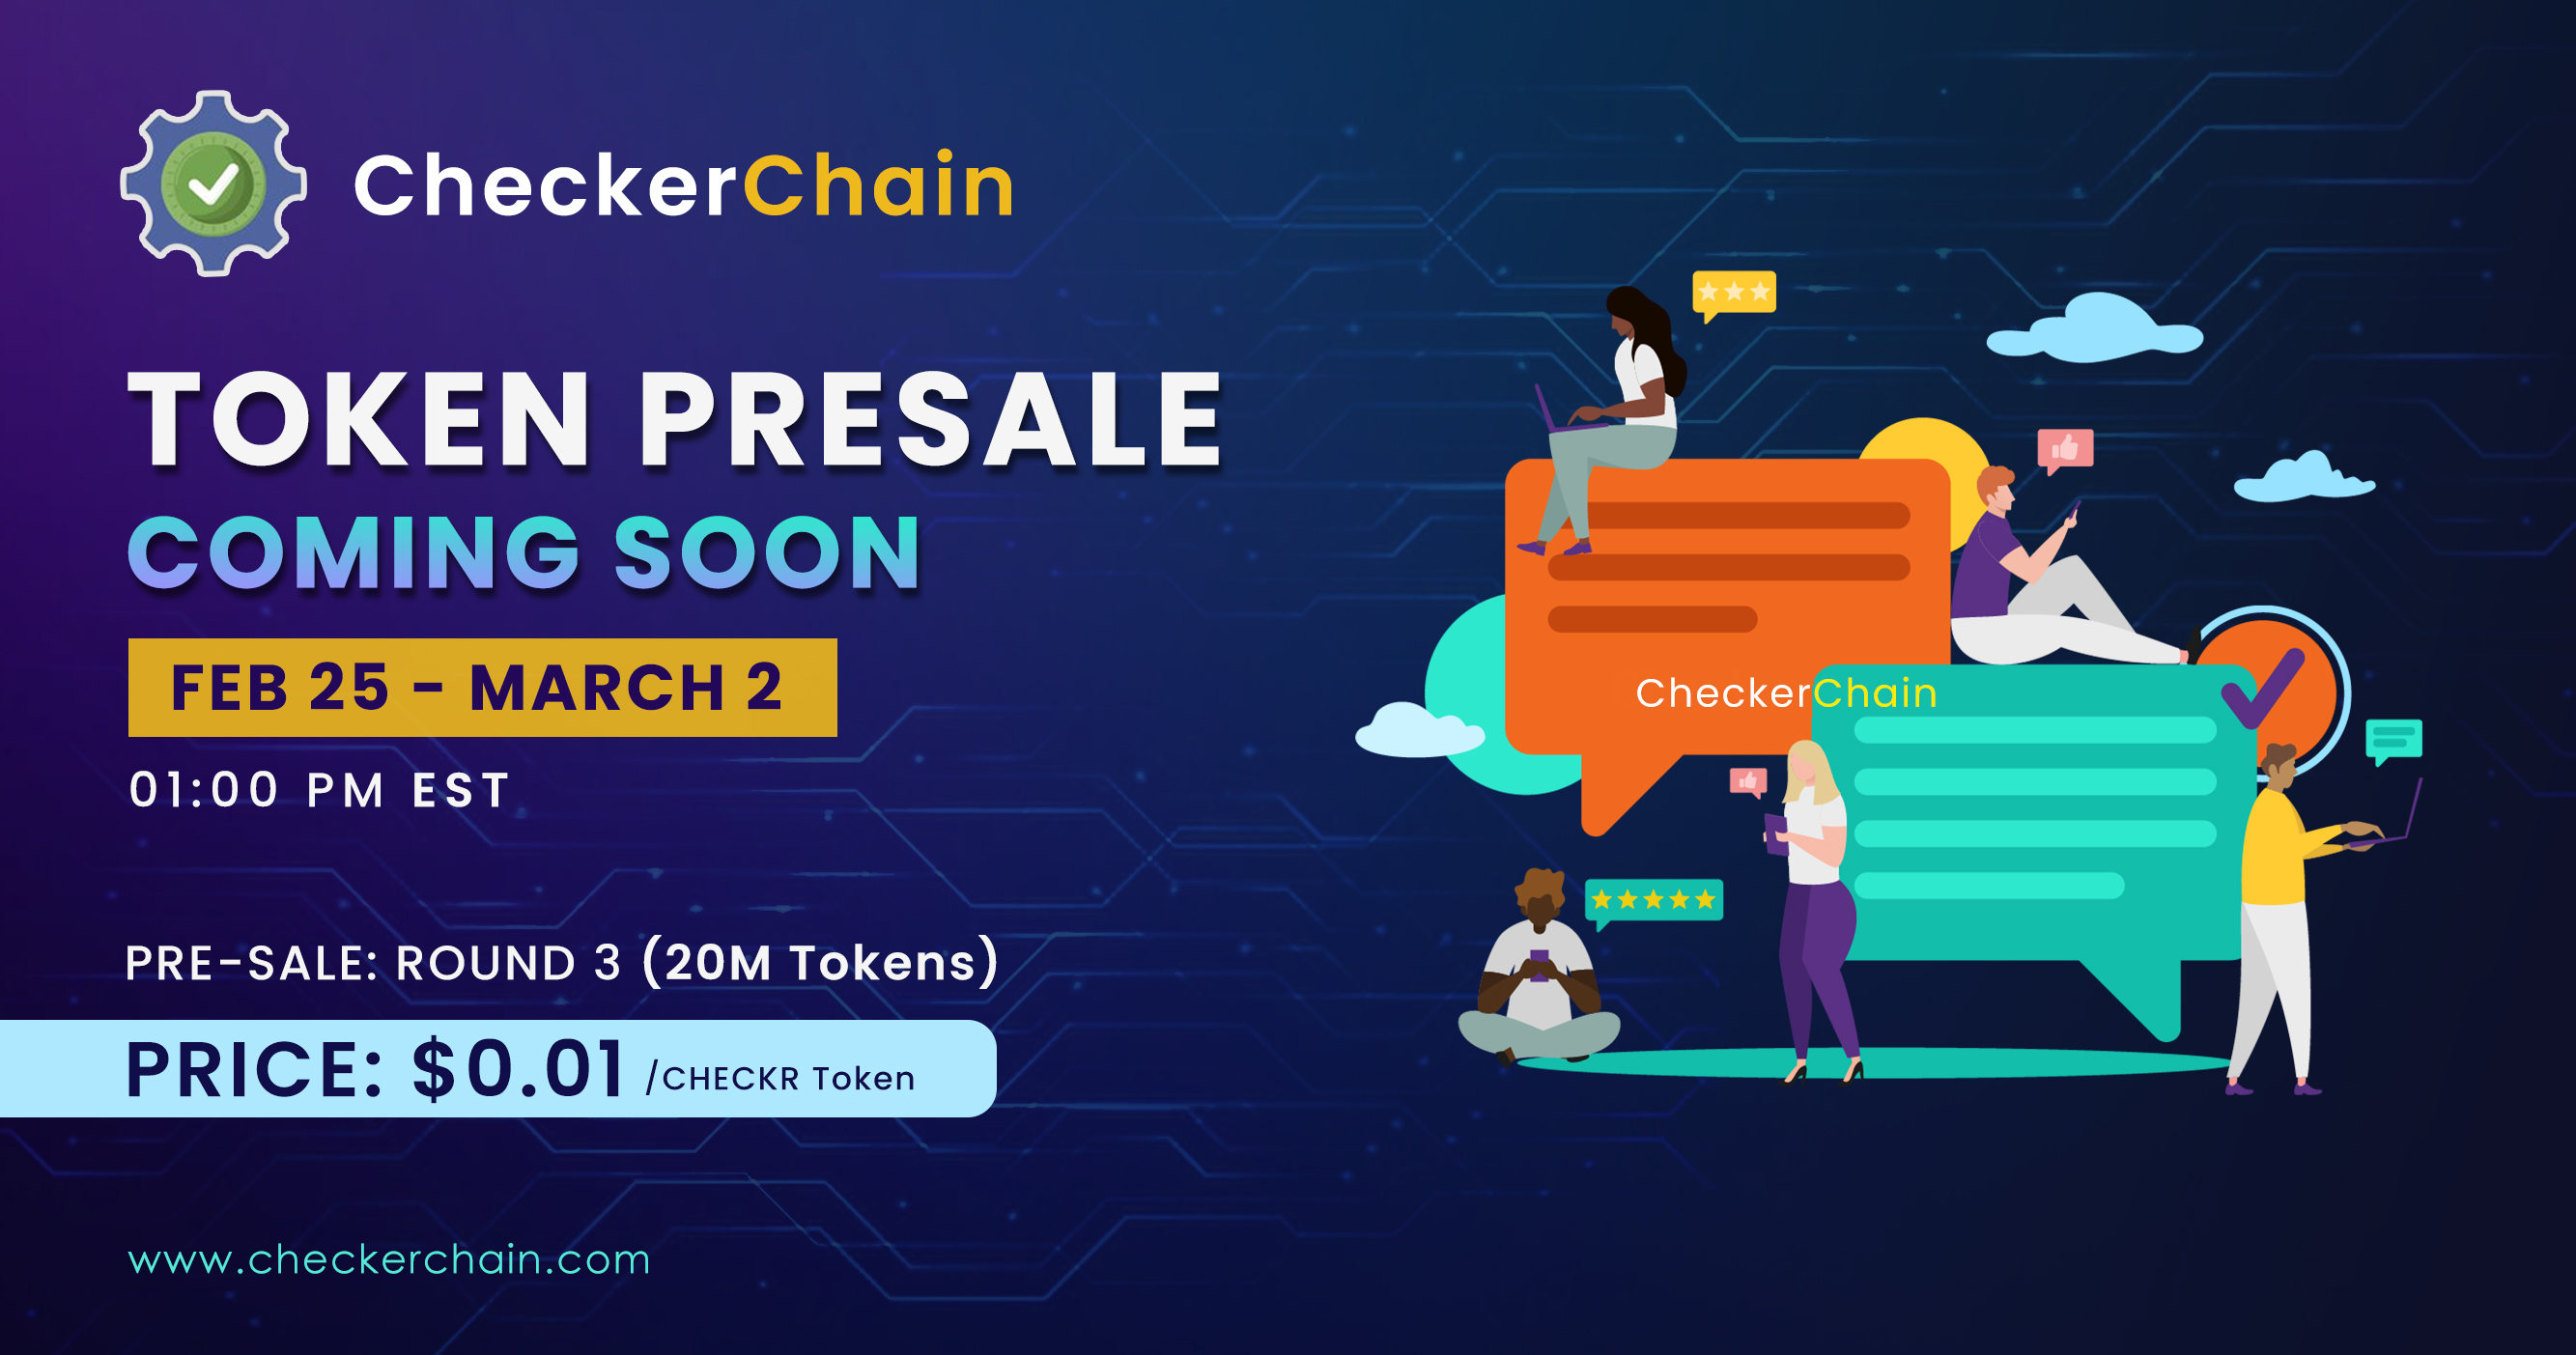 CheckerChain
TOKEN PRESALE
COMING SOON
FEB 25 - MARCH 2
01:00 PM EST
PRE-SALE: ROUND 3 (20M Tokens)
PRICE: $0.01 /CHECKR Token
www.checkerchain.com
CheckerChain